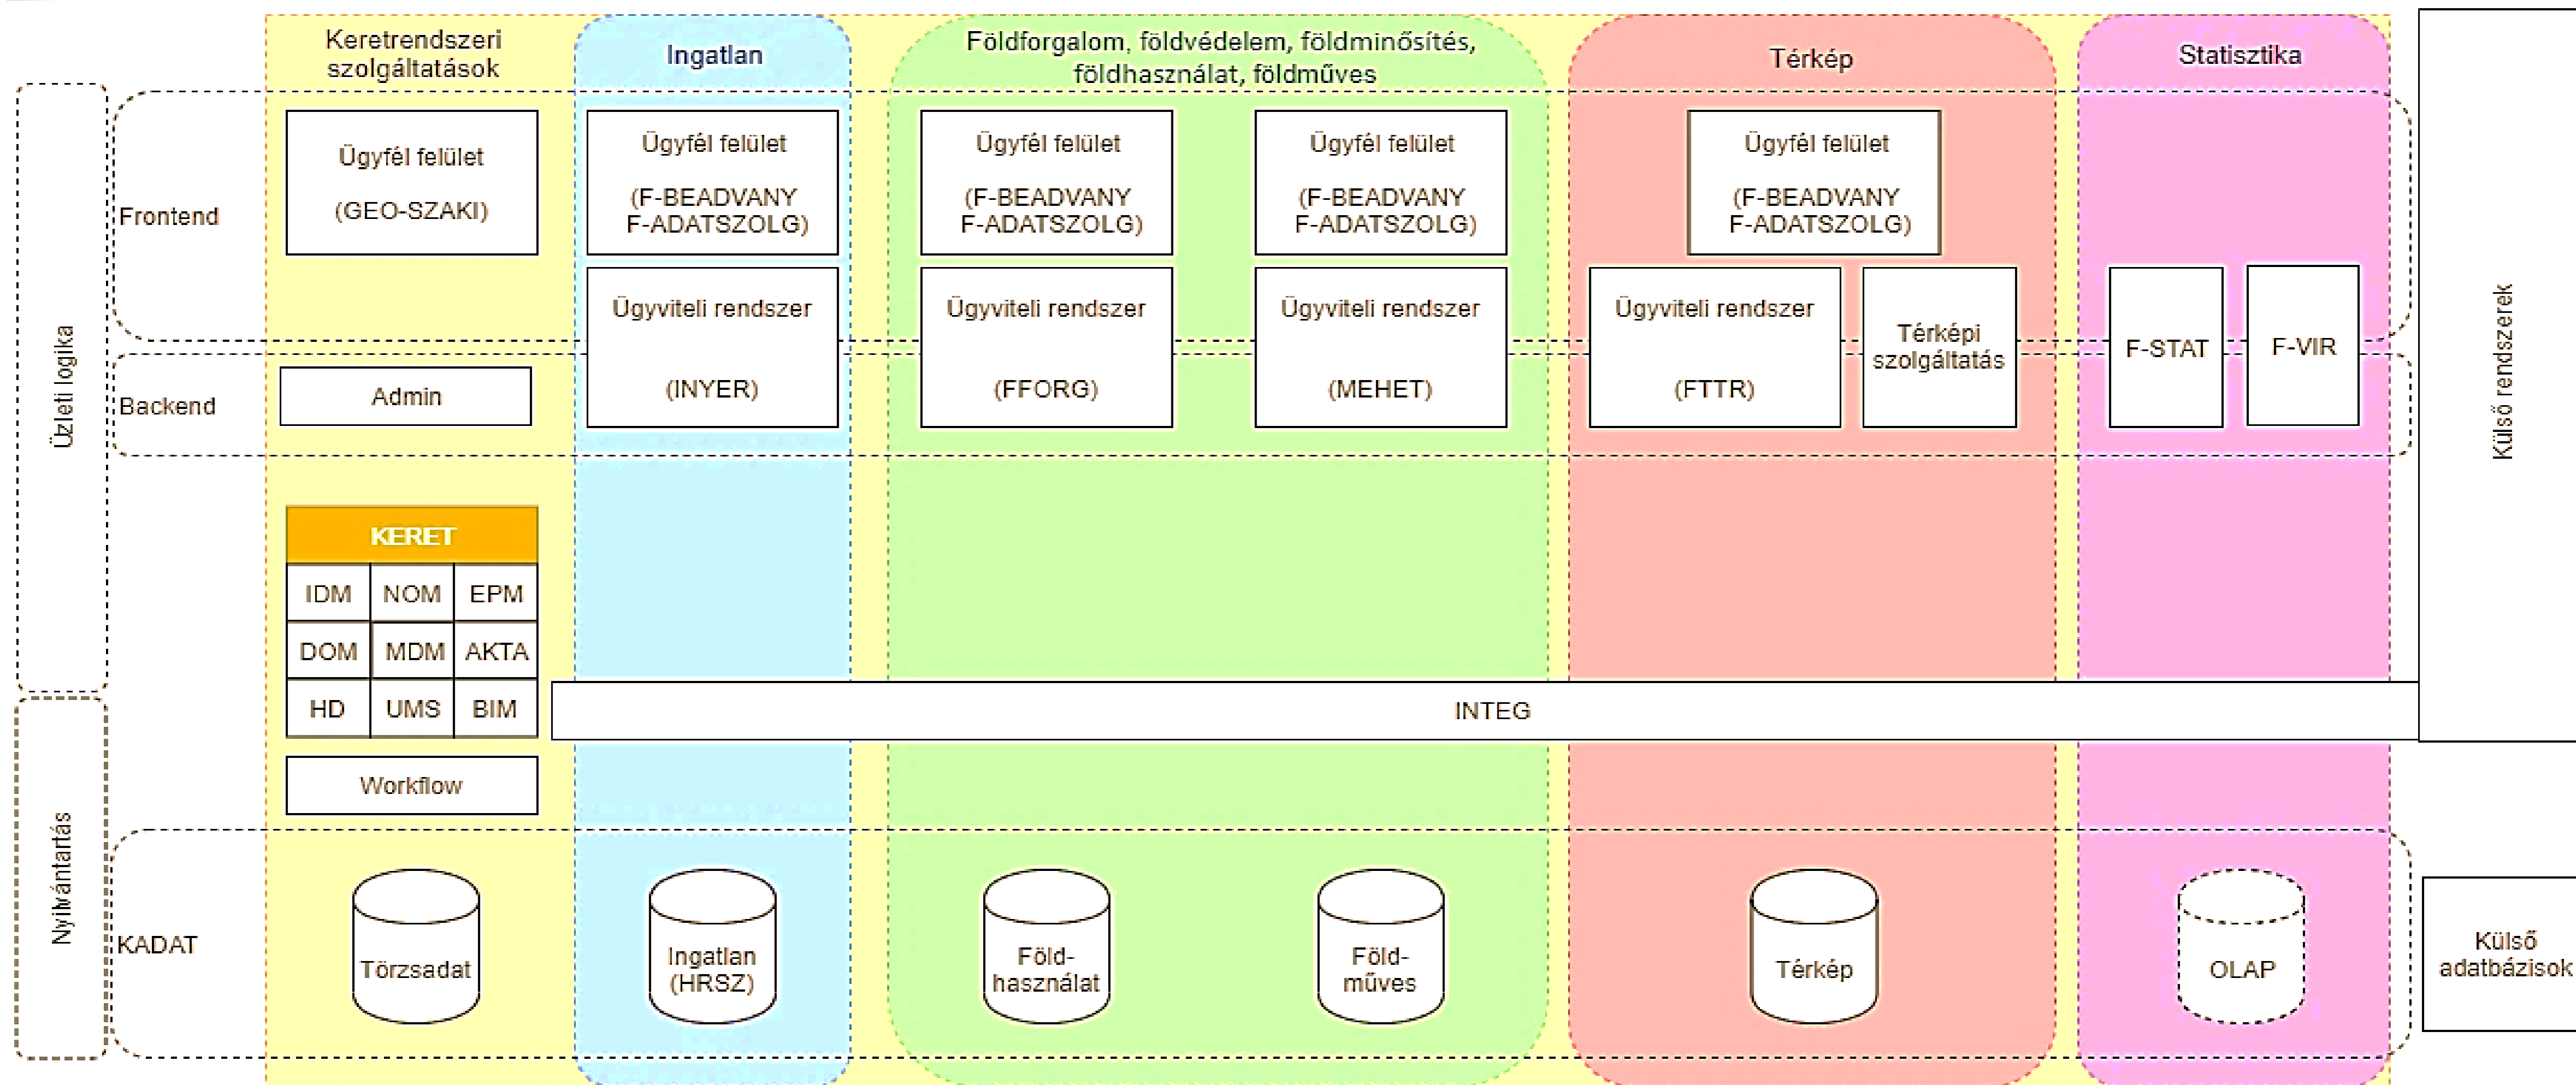 Keretrendszeri
szolgáltatások
Ingatlan
Földforgalom, földvédelem, földminősítés,
földhasználat, földműves
Térkép
Statisztika
Üzleti logika
Frontend
Ügyfél felület
(GEO-SZAKI)
Ügyfél felület
(F-BEADVANY
F-ADATSZOLG)
Ügyfél felület
(F-BEADVANY
F-ADATSZOLG)
Ügyfél felület
(F-BEADVANY
F-ADATSZOLG)
Ügyfél felület
(F-BEADVANY
F-ADATSZOLG)
Ügyviteli rendszer
(INYER)
Ügyviteli rendszer
(FFORG)
Ügyviteli rendszer
(MEHET)
Ügyviteli rendszer
(FTTR)
Térképi
szolgáltatás
F-STAT
F-VIR
Külső rendszerek
Backend
Admin
KERET
IDM NOM EPM
DOM MDM AKTA
HD UMS BIM
INTEG
Workflow
Nyilvántartás
KADAT
Törzsadat
Ingatlan
(HRSZ)
Föld-
használat
Föld-
műves
Térkép
OLAP
Külső
adatbázisok